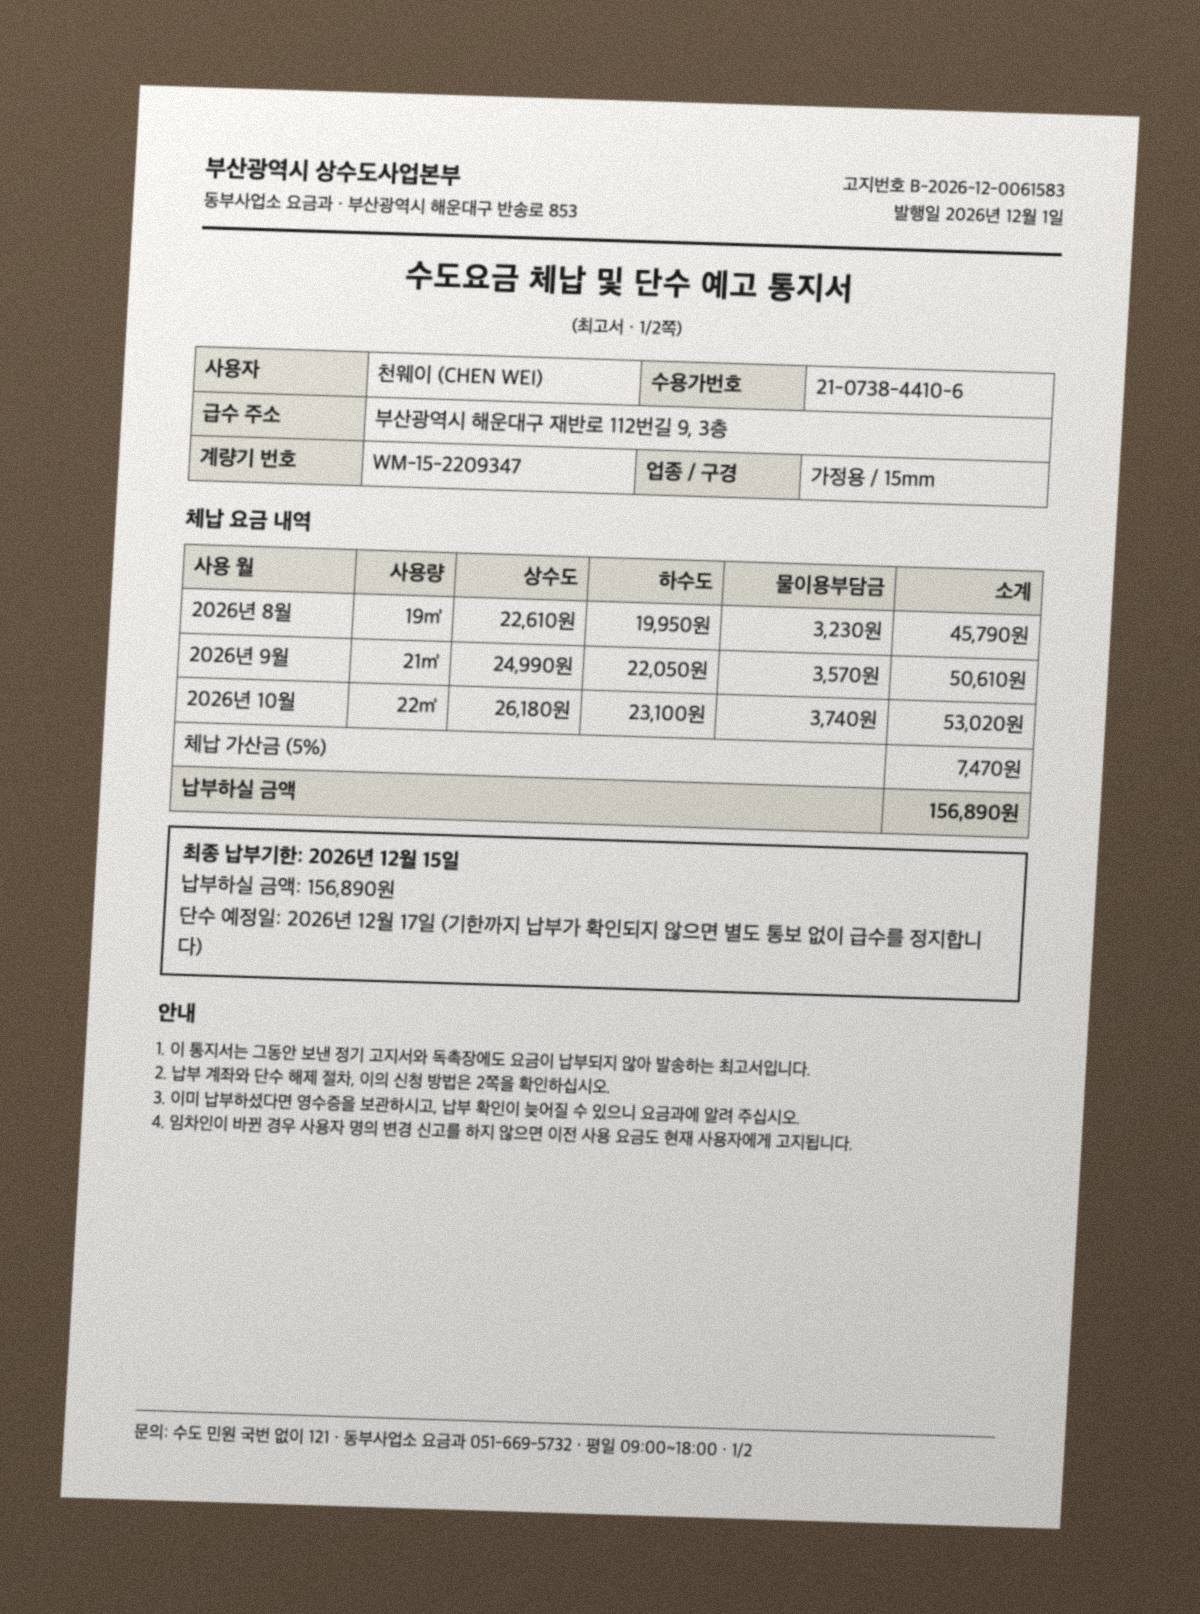 부산광역시 상수도사업본부
동부사업소 요금과 · 부산광역시 해운대구 반송로 853
고지번호 B-2026-12-0061583
발행일 2026년 12월 1일
수도요금 체납 및 단수 예고 통지서
(최고서 · 1/2쪽)
사용자 천웨이 (CHEN WEI) 수용가번호 21-0738-4410-6
급수 주소 부산광역시 해운대구 재반로 112번길 9, 3층
계량기 번호 WM-15-2209347 업종 / 구경 가정용 / 15mm
체납 요금 내역
사용 월 사용량 상수도 하수도 물이용부담금 소계
2026년 8월 19㎥ 22,610원 19,950원 3,230원 45,790원
2026년 9월 21㎥ 24,990원 22,050원 3,570원 50,610원
2026년 10월 22㎥ 26,180원 23,100원 3,740원 53,020원
체납 가산금 (5%) 7,470원
납부하실 금액 156,890원
최종 납부기한: 2026년 12월 15일
납부하실 금액: 156,890원
단수 예정일: 2026년 12월 17일 (기한까지 납부가 확인되지 않으면 별도 통보 없이 급수를 정지합니
다)
안내
1. 이 통지서는 그동안 보낸 정기 고지서와 독촉장에도 요금이 납부되지 않아 발송하는 최고서입니다.
2. 납부 계좌와 단수 해제 절차, 이의 신청 방법은 2쪽을 확인하십시오.
3. 이미 납부하셨다면 영수증을 보관하시고, 납부 확인이 늦어질 수 있으니 요금과에 알려 주십시오.
4. 임차인이 바뀐 경우 사용자 명의 변경 신고를 하지 않으면 이전 사용 요금도 현재 사용자에게 고지됩니다.
문의: 수도 민원 국번 없이 121 · 동부사업소 요금과 051-669-5732 · 평일 09:00~18:00 · 1/2